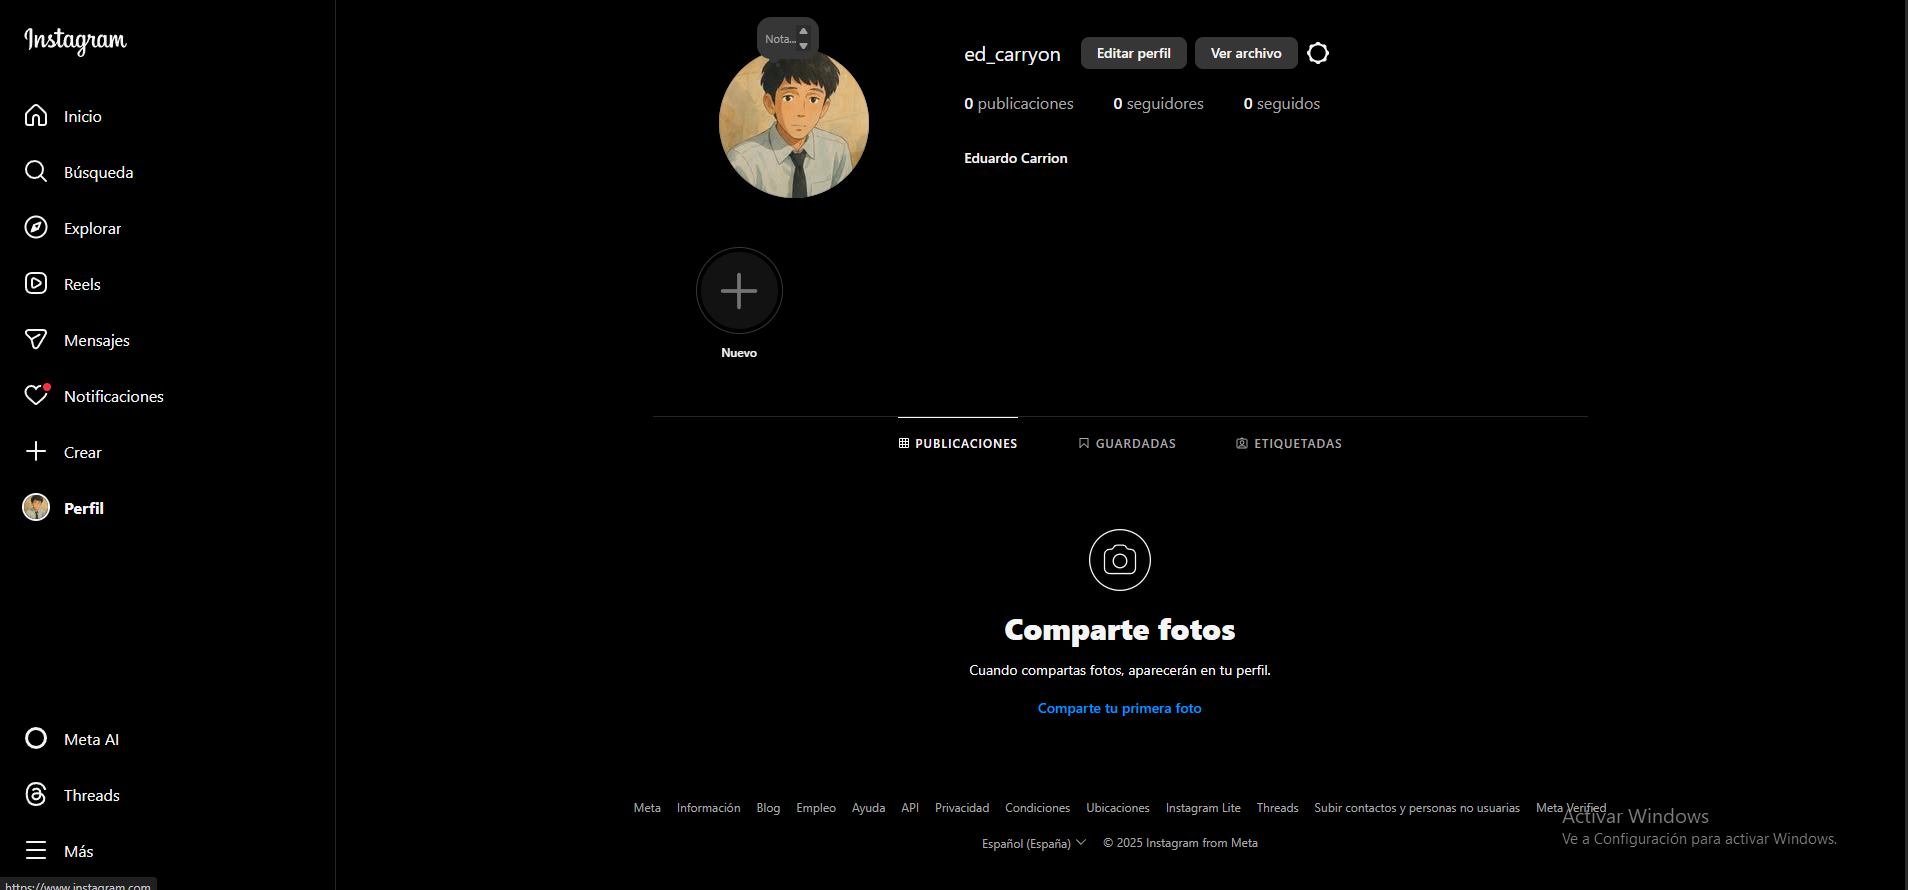 Instagram
Inicio
Búsqueda
Explorar
Reels
Mensajes
Notificaciones
Crear
Perfil
Meta AI
Threads
Más
https://www.instagram.com
Nota...
ed_carryon Editar perfil Ver archivo
0 publicaciones 0 seguidores 0 seguidos
Eduardo Carrion
Nuevo
PUBLICACIONES GUARDADAS ETIQUETADAS
Comparte fotos
Cuando compartas fotos, aparecerán en tu perfil.
Comparte tu primera foto
Meta Información Blog Empleo Ayuda API Privacidad Condiciones Ubicaciones Instagram Lite Threads Subir contactos y personas no usuarias Meta Verified
Español (España) © 2025 Instagram from Meta
Activar Windows
Ve a Configuración para activar Windows.